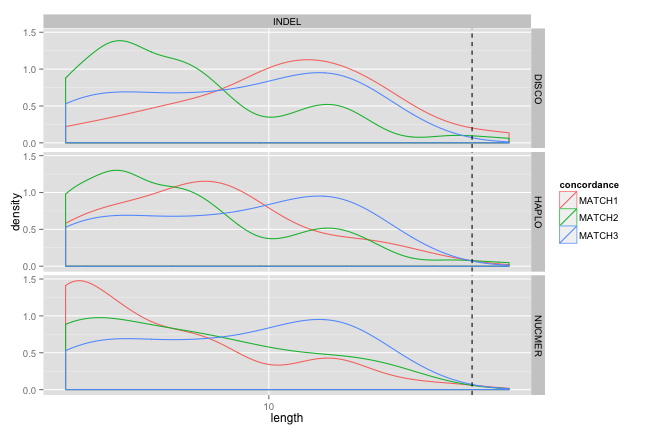 INDEL
1.5
1.0
0.5
0.0
DISCO
1.5
1.0
0.5
0.0
HAPLO
1.5
1.0
0.5
0.0
NUCMER
density
10
length
concordance
MATCH1
MATCH2
MATCH3